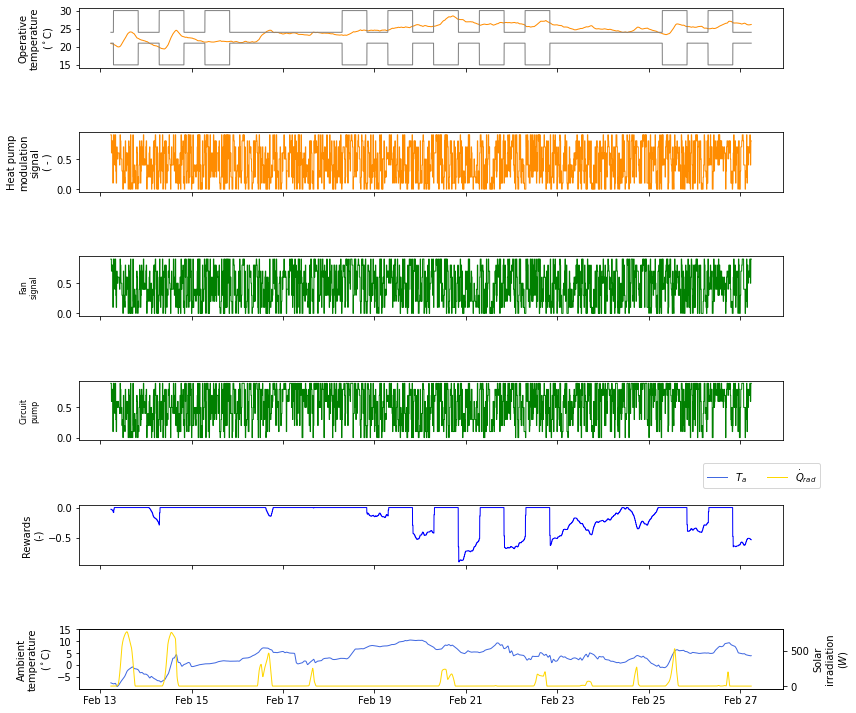 Operative
temperature
(°C)
30
25
20
15
Heat pump
modulation
signal
( - )
0.5
0.0
Fan
signal
0.5
0.0
Circuit
pump
0.5
0.0
T_a
Q̇_rad
Rewards
(-)
0.0
−0.5
Ambient
temperature
(°C)
15
10
5
0
−5
500
0
Solar
irradiation
(W)
Feb 13 Feb 15 Feb 17 Feb 19 Feb 21 Feb 23 Feb 25 Feb 27